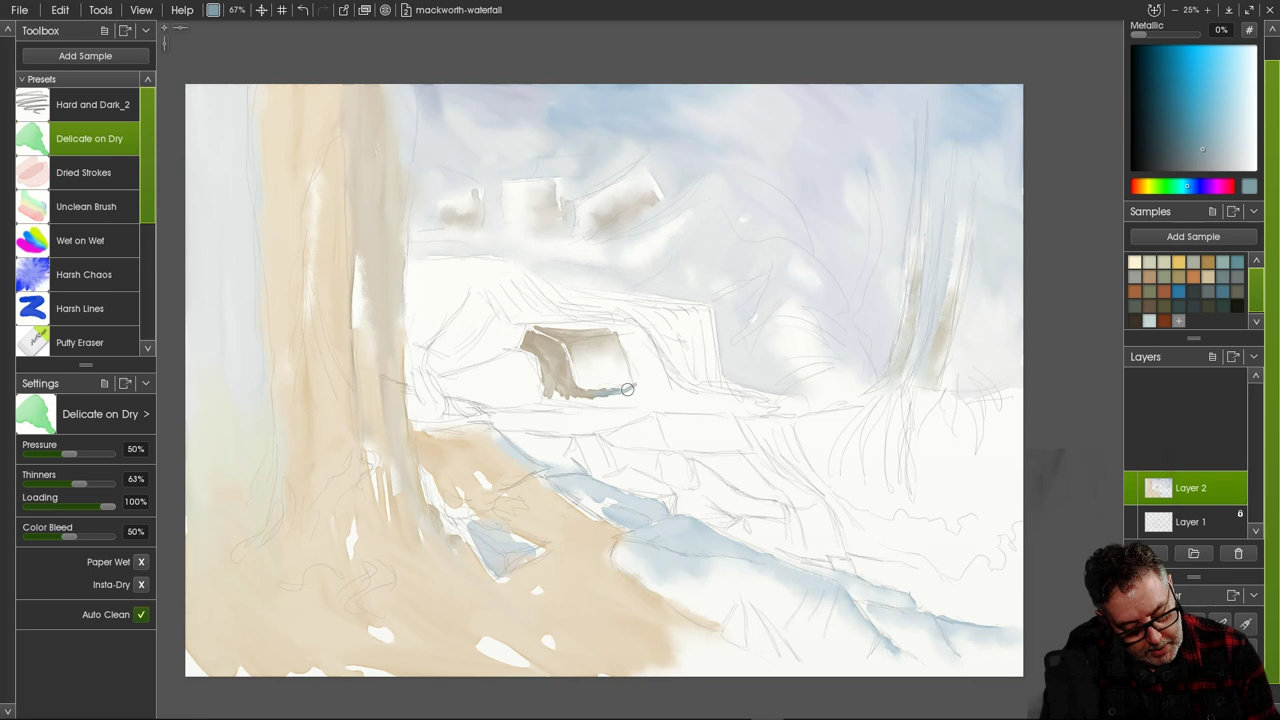 File Edit Tools View Help 67% mackworth-waterfall 25%
Toolbox
Add Sample
Presets
Hard and Dark_2
Delicate on Dry
Dried Strokes
Unclean Brush
Wet on Wet
Harsh Chaos
Harsh Lines
Putty Eraser
Settings
Delicate on Dry >
Pressure 50%
Thinners 63%
Loading 100%
Color Bleed 50%
Paper Wet X
Insta-Dry X
Auto Clean
Metallic 0% #
Samples
Add Sample
Layers
Layer 2
Layer 1